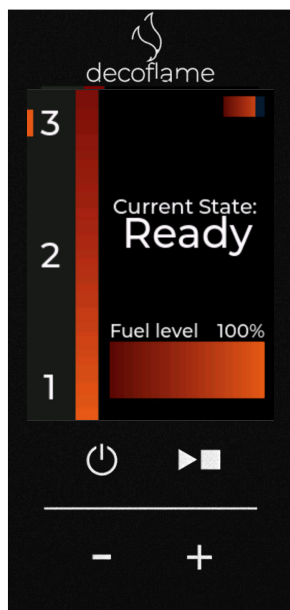 decoflame
3
Current State:
Ready
2
Fuel level 100%
1
- +